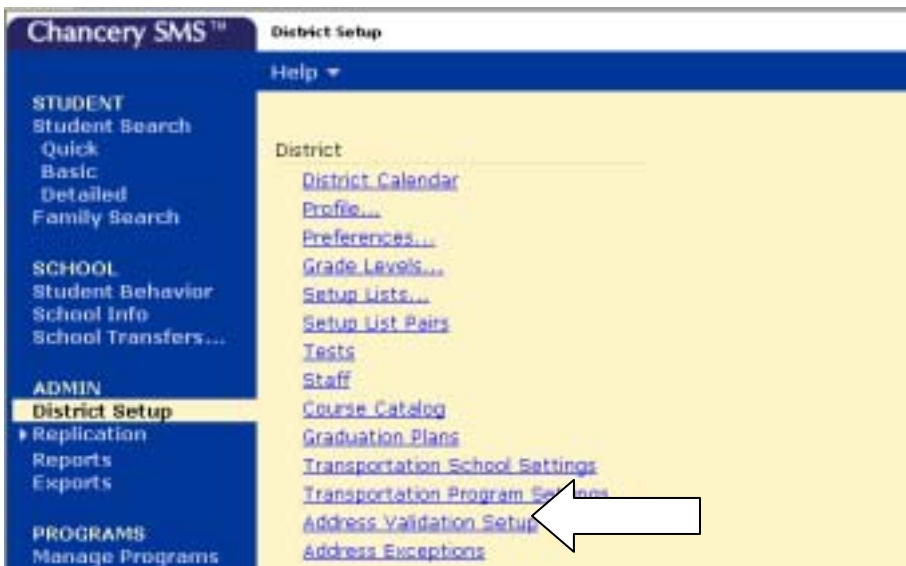 Chancery SMS™
District Setup
Help
STUDENT
Student Search
Quick
Basic
Detailed
Family Search
SCHOOL
Student Behavior
School Info
School Transfers...
ADMIN
District Setup
Replication
Reports
Exports
PROGRAMS
Manage Programs
District
District Calendar
Profile...
Preferences...
Grade Levels...
Setup Lists...
Setup List Pairs
Tests
Staff
Course Catalog
Graduation Plans
Transportation School Settings
Transportation Program Settings
Address Validation Setup
Address Exceptions